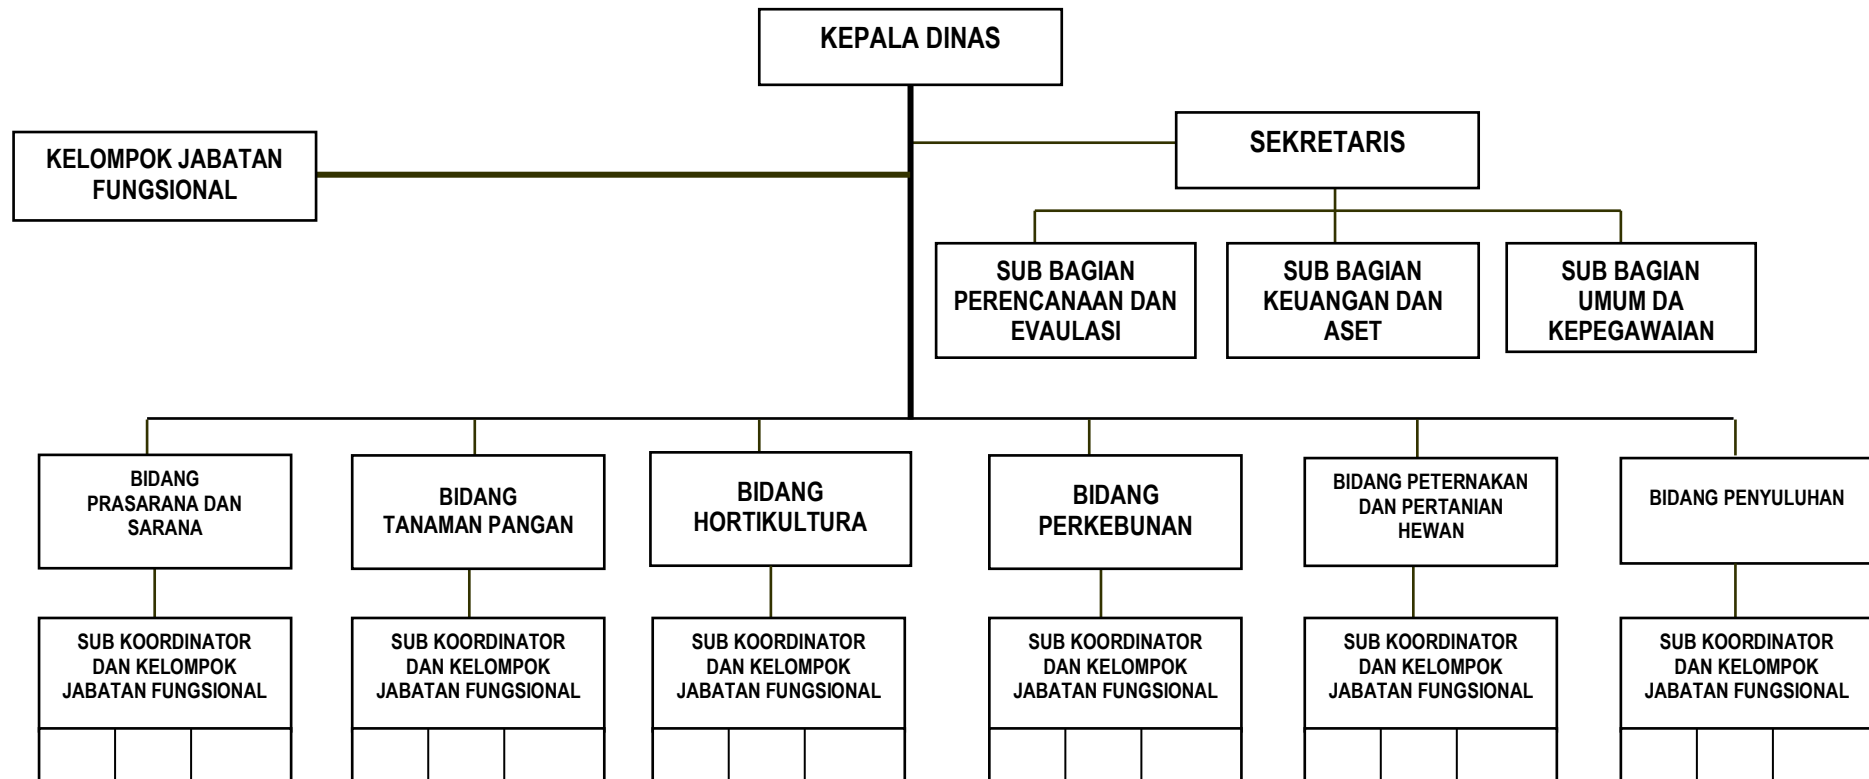 KEPALA DINAS
SEKRETARIS
KELOMPOK JABATAN
FUNGSIONAL
SUB BAGIAN
PERENCANAAN DAN
EVAULASI
SUB BAGIAN
KEUANGAN DAN
ASET
SUB BAGIAN
UMUM DA
KEPEGAWAIAN
BIDANG
PRASARANA DAN
SARANA
BIDANG
TANAMAN PANGAN
BIDANG
HORTIKULTURA
BIDANG
PERKEBUNAN
BIDANG PETERNAKAN
DAN PERTANIAN
HEWAN
BIDANG PENYULUHAN
SUB KOORDINATOR
DAN KELOMPOK
JABATAN FUNGSIONAL
SUB KOORDINATOR
DAN KELOMPOK
JABATAN FUNGSIONAL
SUB KOORDINATOR
DAN KELOMPOK
JABATAN FUNGSIONAL
SUB KOORDINATOR
DAN KELOMPOK
JABATAN FUNGSIONAL
SUB KOORDINATOR
DAN KELOMPOK
JABATAN FUNGSIONAL
SUB KOORDINATOR
DAN KELOMPOK
JABATAN FUNGSIONAL